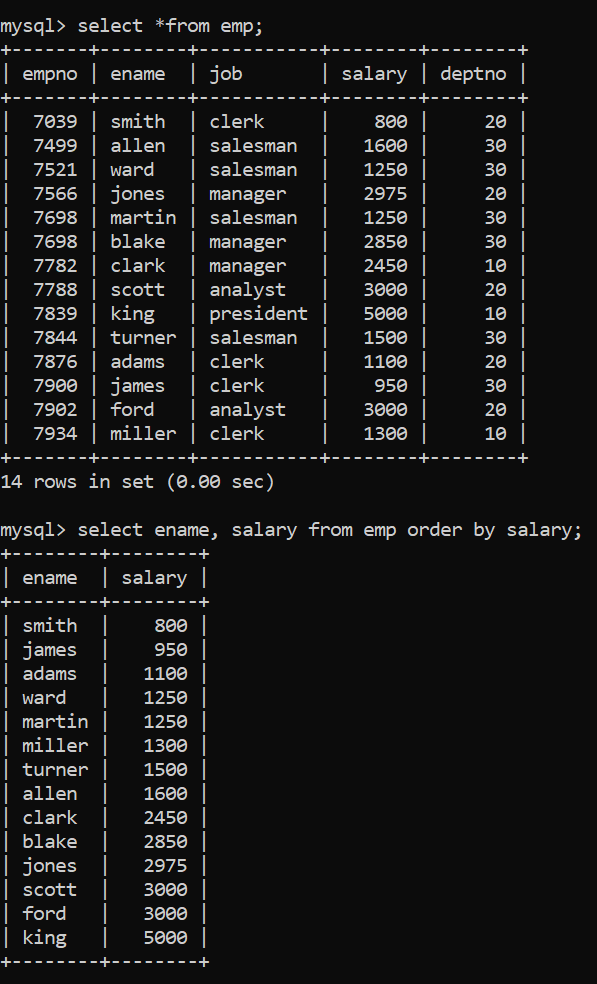 mysql> select *from emp;
+-------+--------+-----------+--------+--------+
| empno | ename  | job       | salary | deptno |
+-------+--------+-----------+--------+--------+
|  7039 | smith  | clerk     |    800 |     20 |
|  7499 | allen  | salesman  |   1600 |     30 |
|  7521 | ward   | salesman  |   1250 |     30 |
|  7566 | jones  | manager   |   2975 |     20 |
|  7698 | martin | salesman  |   1250 |     30 |
|  7698 | blake  | manager   |   2850 |     30 |
|  7782 | clark  | manager   |   2450 |     10 |
|  7788 | scott  | analyst   |   3000 |     20 |
|  7839 | king   | president |   5000 |     10 |
|  7844 | turner | salesman  |   1500 |     30 |
|  7876 | adams  | clerk     |   1100 |     20 |
|  7900 | james  | clerk     |    950 |     30 |
|  7902 | ford   | analyst   |   3000 |     20 |
|  7934 | miller | clerk     |   1300 |     10 |
+-------+--------+-----------+--------+--------+
14 rows in set (0.00 sec)
mysql> select ename, salary from emp order by salary;
+--------+--------+
| ename  | salary |
+--------+--------+
| smith  |    800 |
| james  |    950 |
| adams  |   1100 |
| ward   |   1250 |
| martin |   1250 |
| miller |   1300 |
| turner |   1500 |
| allen  |   1600 |
| clark  |   2450 |
| blake  |   2850 |
| jones  |   2975 |
| scott  |   3000 |
| ford   |   3000 |
| king   |   5000 |
+--------+--------+